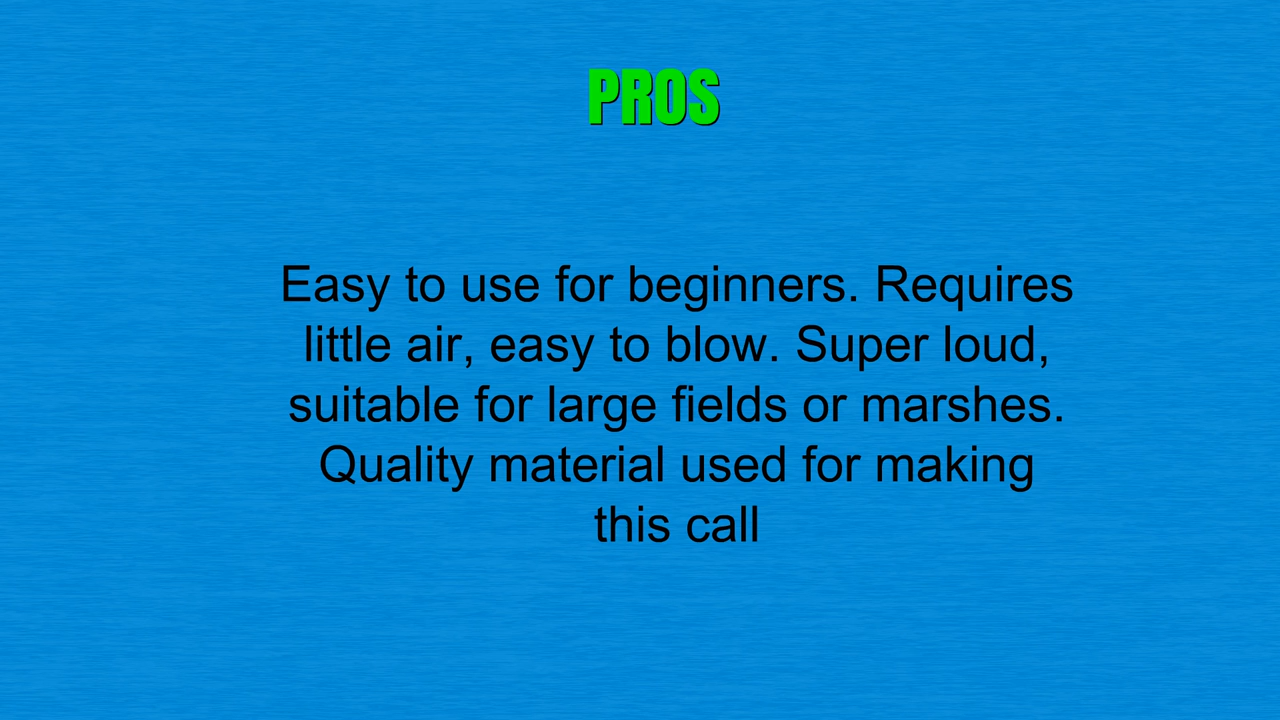 PROS
Easy to use for beginners. Requires
little air, easy to blow. Super loud,
suitable for large fields or marshes.
Quality material used for making
this call